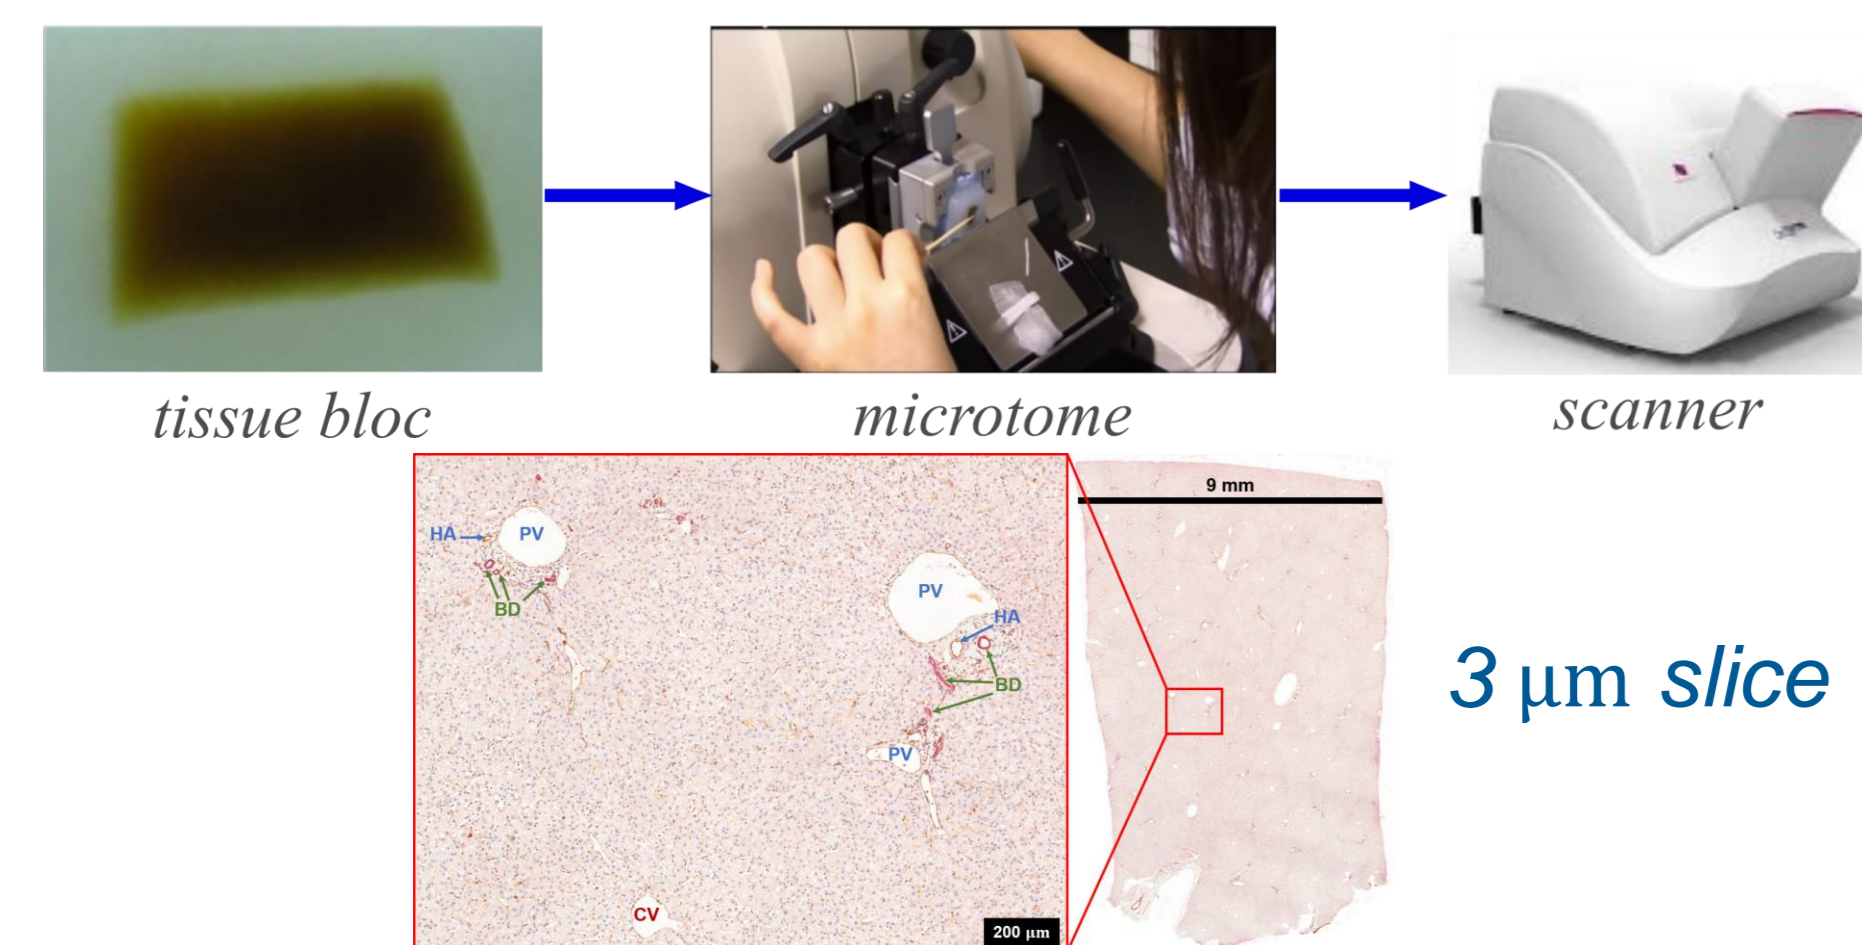 tissue bloc
microtome
scanner
9 mm
HA
PV
BD
PV
HA
BD
PV
CV
200 μm
3 μm slice